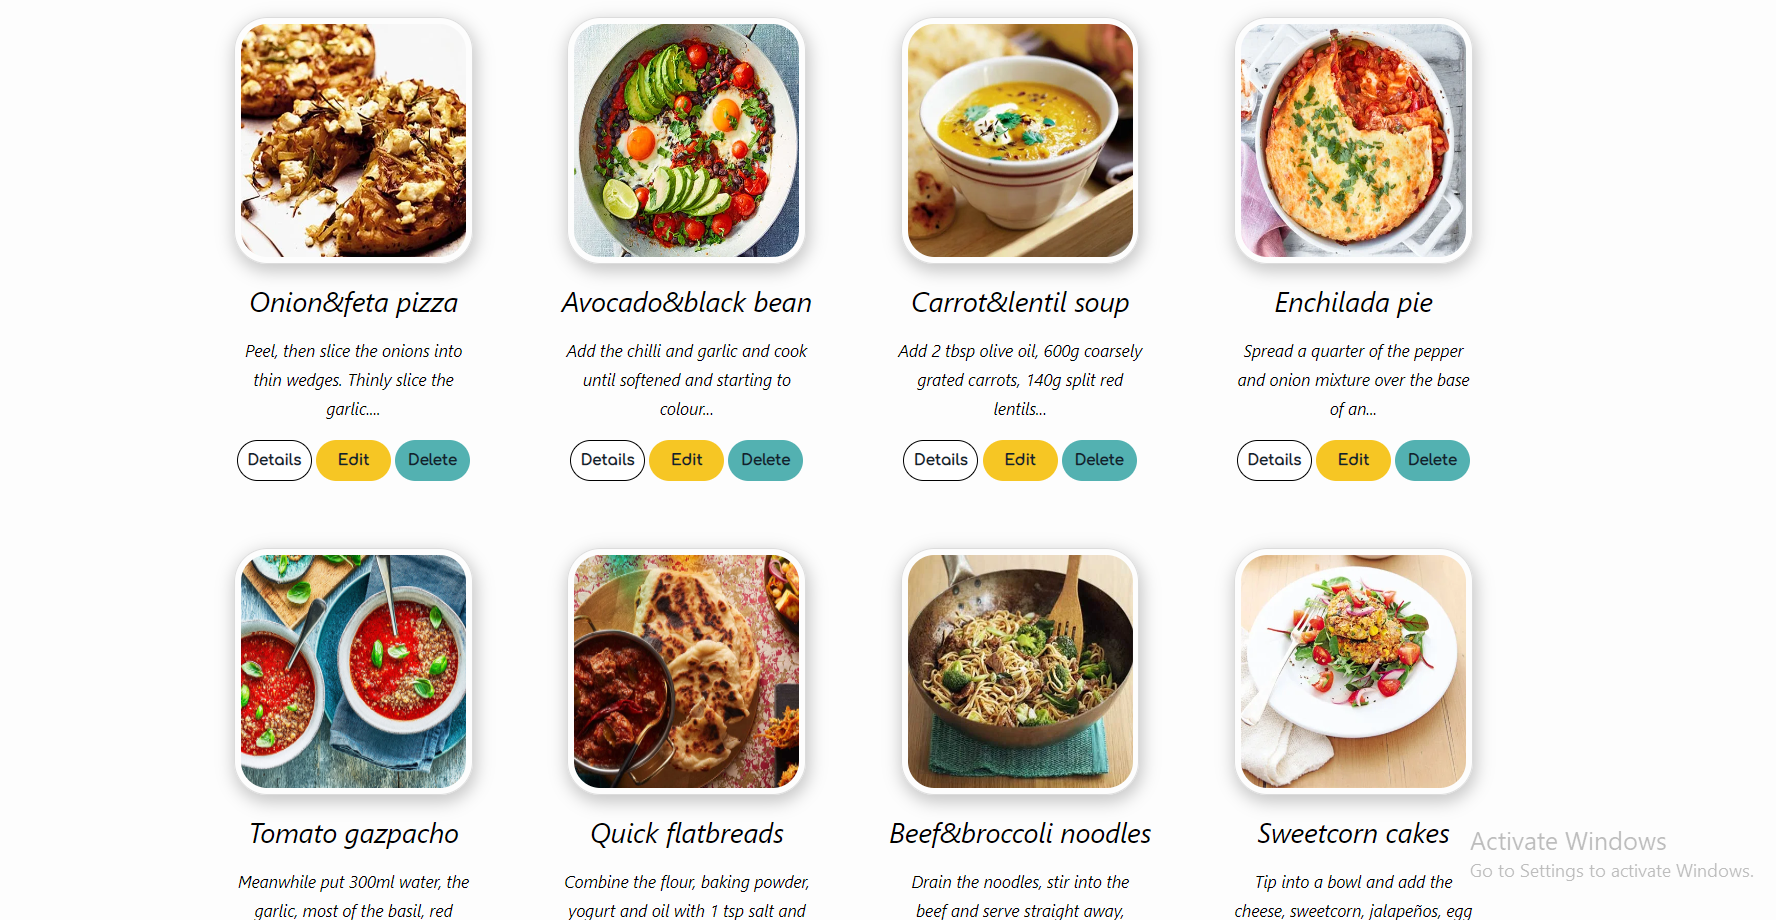 Onion&feta pizza
Peel, then slice the onions into
thin wedges. Thinly slice the
garlic....
Details Edit Delete
Avocado&black bean
Add the chilli and garlic and cook
until softened and starting to
colour...
Details Edit Delete
Carrot&lentil soup
Add 2 tbsp olive oil, 600g coarsely
grated carrots, 140g split red
lentils...
Details Edit Delete
Enchilada pie
Spread a quarter of the pepper
and onion mixture over the base
of an...
Details Edit Delete
Tomato gazpacho
Meanwhile put 300ml water, the
garlic, most of the basil, red
Quick flatbreads
Combine the flour, baking powder,
yogurt and oil with 1 tsp salt and
Beef&broccoli noodles
Drain the noodles, stir into the
beef and serve straight away,
Sweetcorn cakes
Tip into a bowl and add the
cheese, sweetcorn, jalapeños, egg
Activate Windows
Go to Settings to activate Windows.